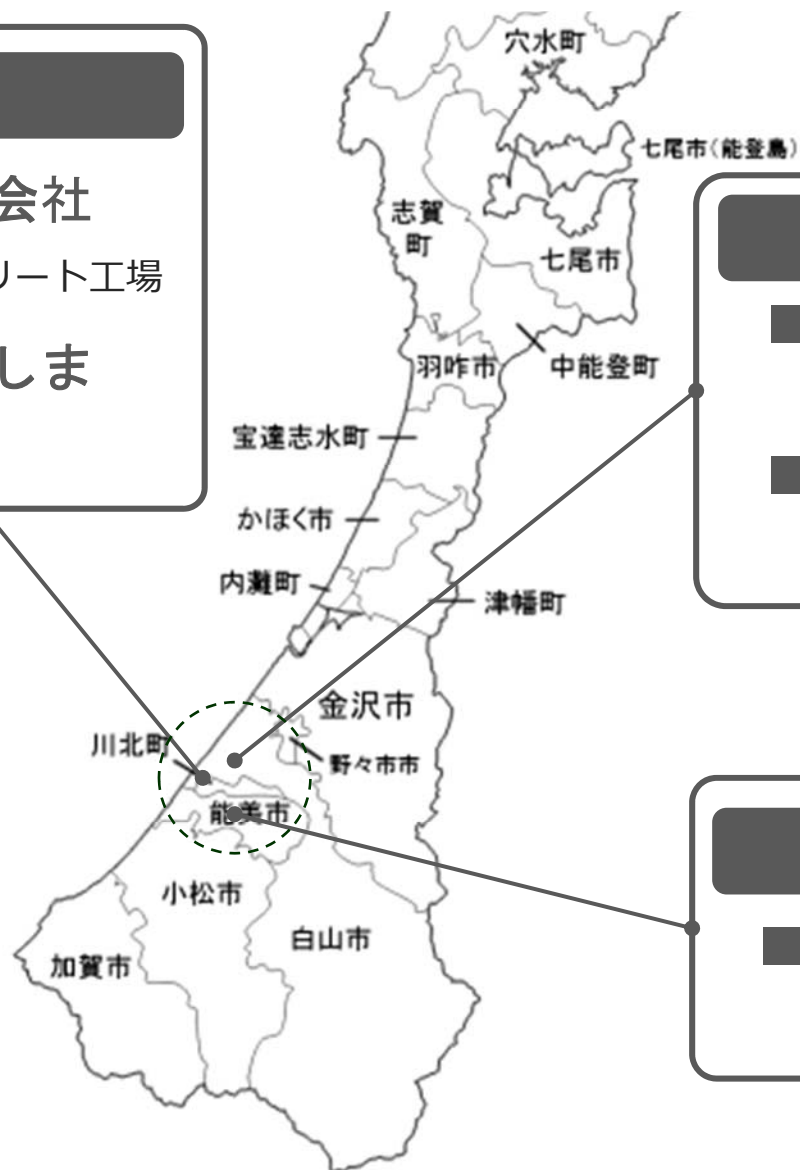 会社
リート工場
しま
穴水町
七尾市(能登島)
志賀
町
七尾市
羽咋市
中能登町
宝達志水町
かほく市
内灘町
津幡町
金沢市
川北町
野々市市
能美市
小松市
白山市
加賀市